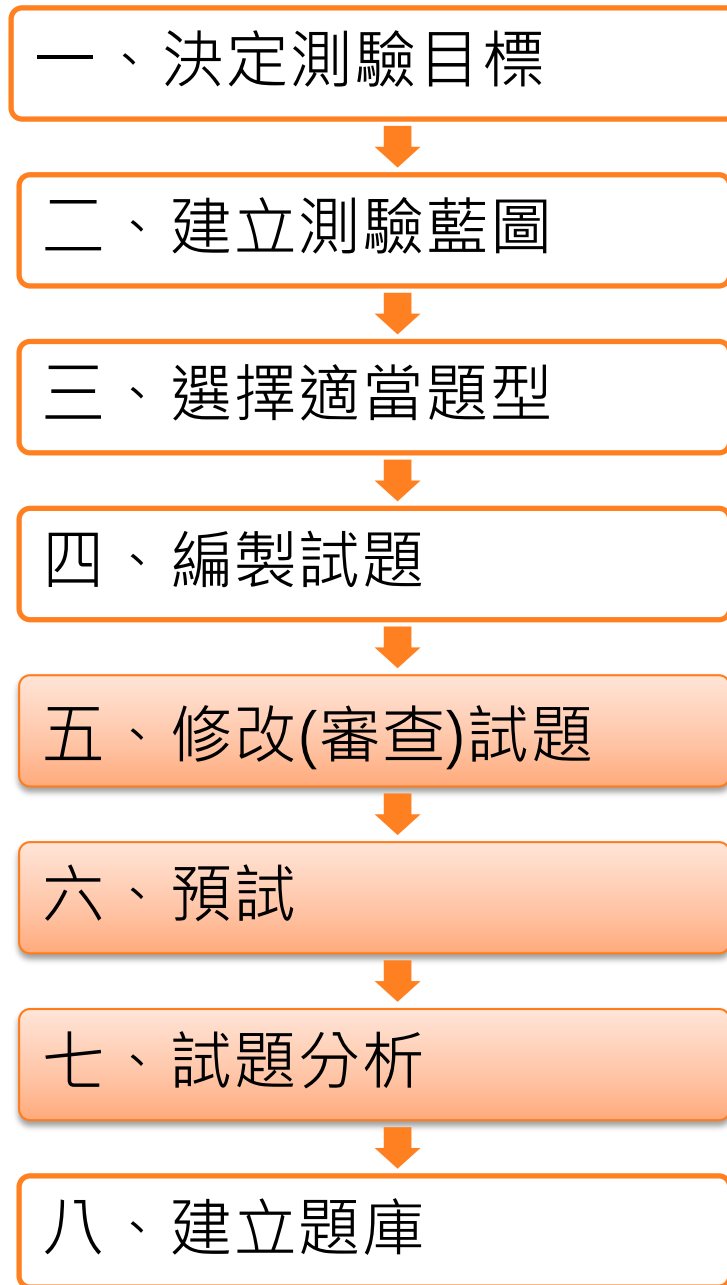 一、決定測驗目標
二、建立測驗藍圖
三、選擇適當題型
四、編製試題
五、修改(審查)試題
六、預試
七、試題分析
八、建立題庫